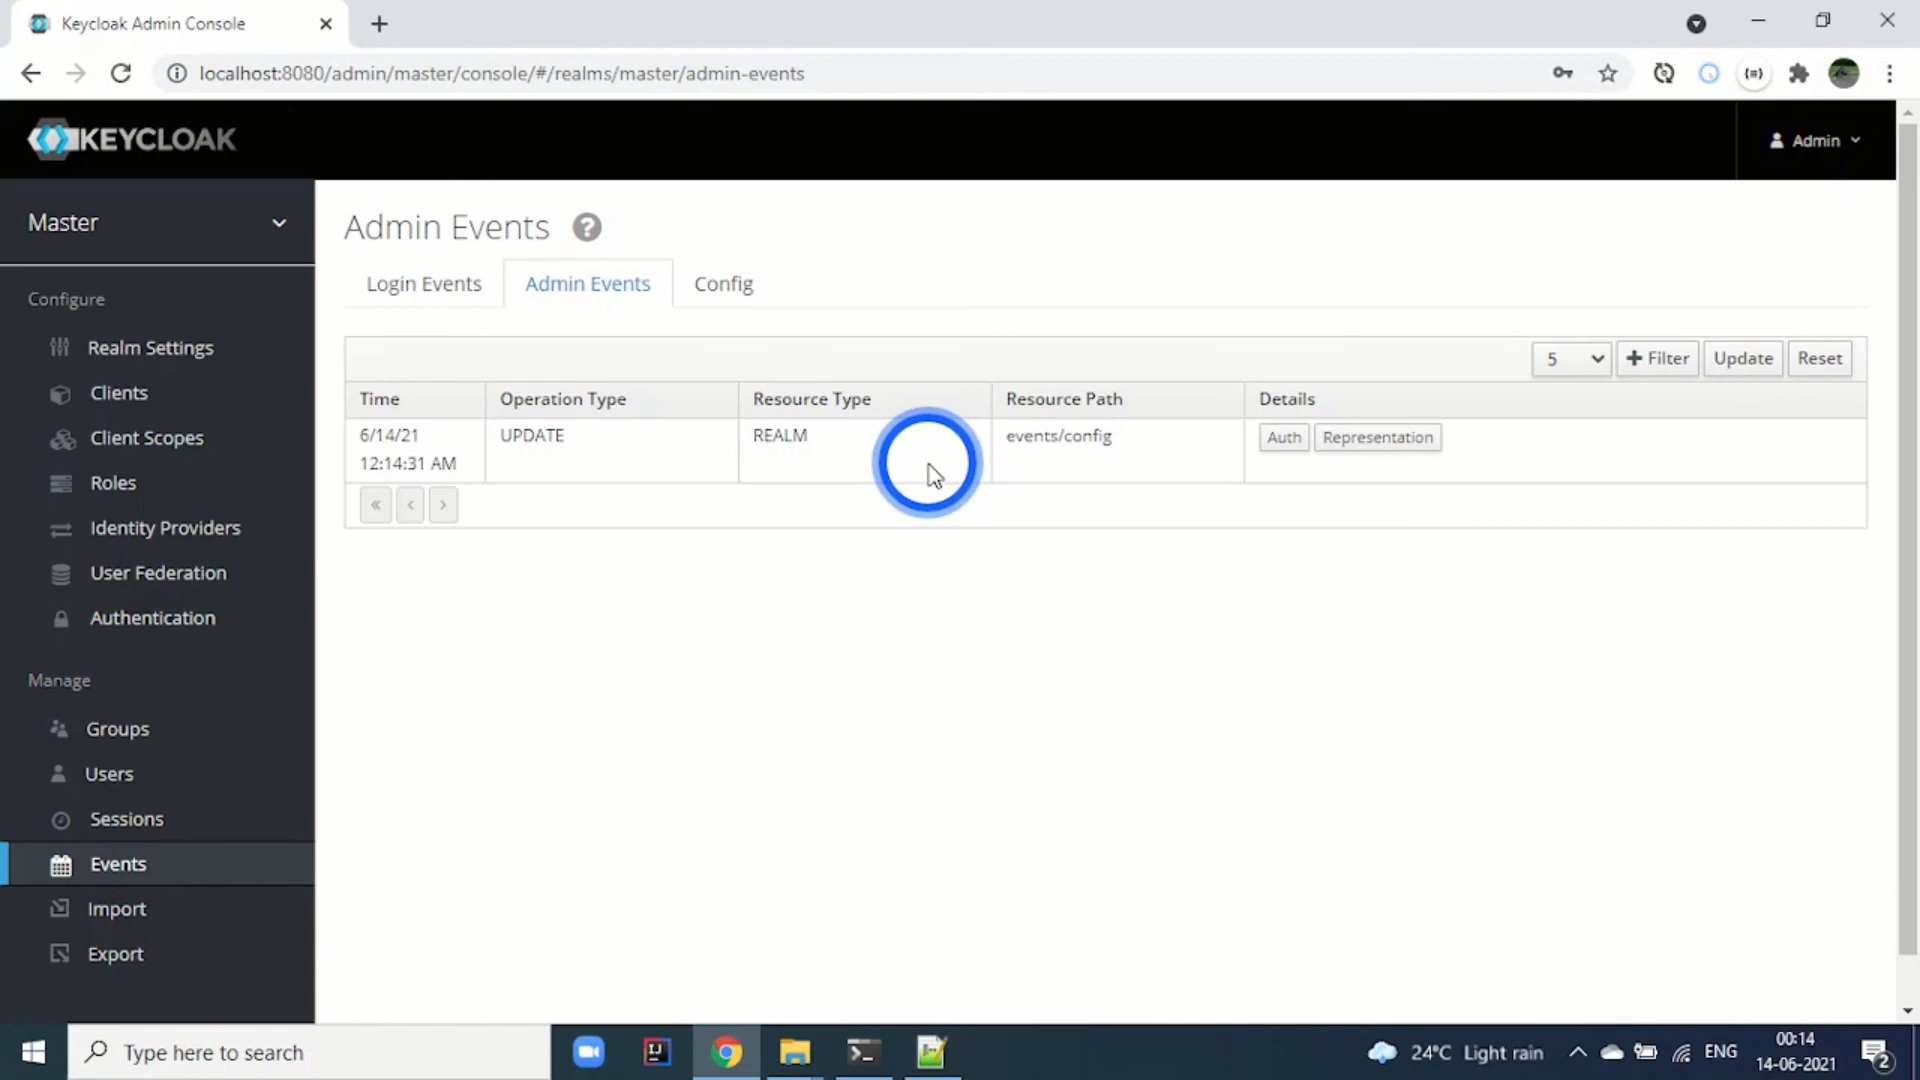 Keycloak Admin Console
localhost:8080/admin/master/console/#/realms/master/admin-events
KEYCLOAK
Admin
Master
Configure
Realm Settings
Clients
Client Scopes
Roles
Identity Providers
User Federation
Authentication
Manage
Groups
Users
Sessions
Events
Import
Export
Admin Events ?
Login Events Admin Events Config
5 Filter Update Reset
Time Operation Type Resource Type Resource Path Details
6/14/21 UPDATE REALM events/config Auth Representation
12:14:31 AM
Type here to search
24°C Light rain
ENG
00:14
14-06-2021
2